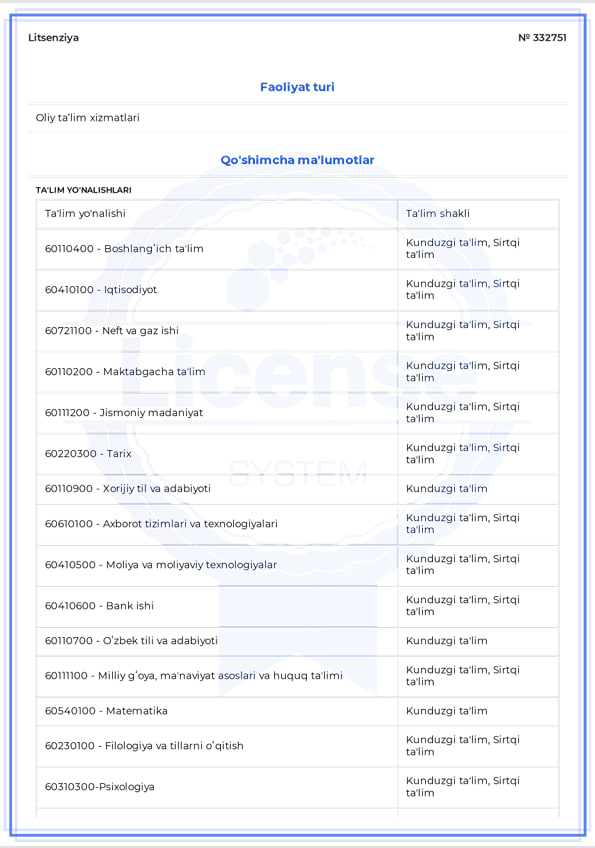 Litsenziya № 332751
Faoliyat turi
Oliy ta’lim xizmatlari
Qo'shimcha ma'lumotlar
TA'LIM YO'NALISHLARI
Ta'lim yo'nalishi Ta'lim shakli
60110400 - Boshlangʻich ta'lim Kunduzgi ta'lim, Sirtqi
ta'lim
60410100 - Iqtisodiyot Kunduzgi ta'lim, Sirtqi
ta'lim
60721100 - Neft va gaz ishi Kunduzgi ta'lim, Sirtqi
ta'lim
60110200 - Maktabgacha ta'lim Kunduzgi ta'lim, Sirtqi
ta'lim
60111200 - Jismoniy madaniyat Kunduzgi ta'lim, Sirtqi
ta'lim
60220300 - Tarix Kunduzgi ta'lim, Sirtqi
ta'lim
60110900 - Xorijiy til va adabiyoti Kunduzgi ta'lim
60610100 - Axborot tizimlari va texnologiyalari Kunduzgi ta'lim, Sirtqi
ta'lim
60410500 - Moliya va moliyaviy texnologiyalar Kunduzgi ta'lim, Sirtqi
ta'lim
60410600 - Bank ishi Kunduzgi ta'lim, Sirtqi
ta'lim
60110700 - Oʻzbek tili va adabiyoti Kunduzgi ta'lim
60111100 - Milliy gʻoya, ma'naviyat asoslari va huquq ta'limi Kunduzgi ta'lim, Sirtqi
ta'lim
60540100 - Matematika Kunduzgi ta'lim
60230100 - Filologiya va tillarni oʻqitish Kunduzgi ta'lim, Sirtqi
ta'lim
60310300-Psixologiya Kunduzgi ta'lim, Sirtqi
ta'lim
License
SYSTEM